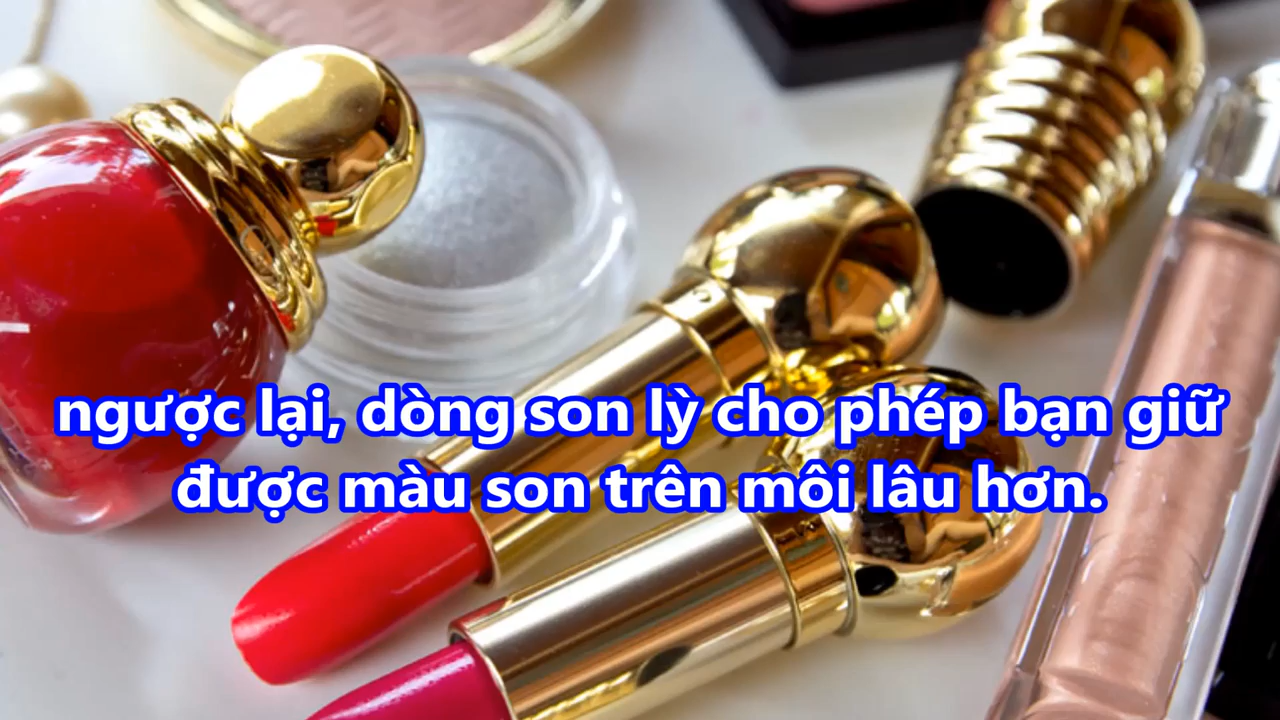 ngược lại, dòng son lỳ cho phép bạn giữ
được màu son trên môi lâu hơn.